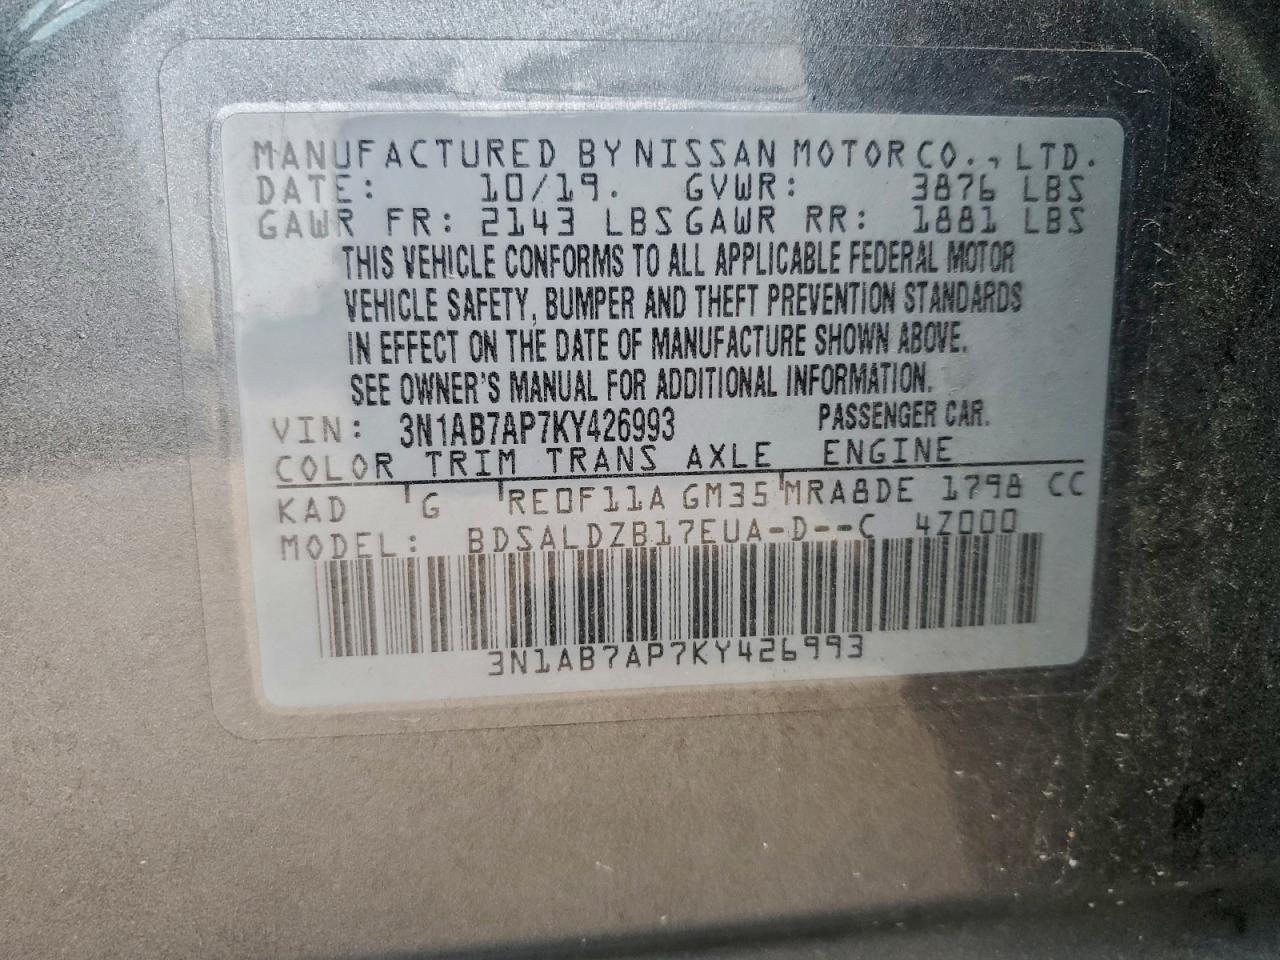 MANUFACTURED BY NISSAN MOTOR CO., LTD.
DATE: 10/19. GVWR: 3876 LBS
GAWR FR: 2143 LBS GAWR RR: 1881 LBS
THIS VEHICLE CONFORMS TO ALL APPLICABLE FEDERAL MOTOR
VEHICLE SAFETY, BUMPER AND THEFT PREVENTION STANDARDS
IN EFFECT ON THE DATE OF MANUFACTURE SHOWN ABOVE.
SEE OWNER'S MANUAL FOR ADDITIONAL INFORMATION.
VIN: 3N1AB7AP7KY426993 PASSENGER CAR.
COLOR TRIM TRANS AXLE ENGINE
KAD G RE0F11A GM35 MRA8DE 1798 CC
MODEL: BDSALDZB17EUA-D--C 4Z000
3N1AB7AP7KY426993